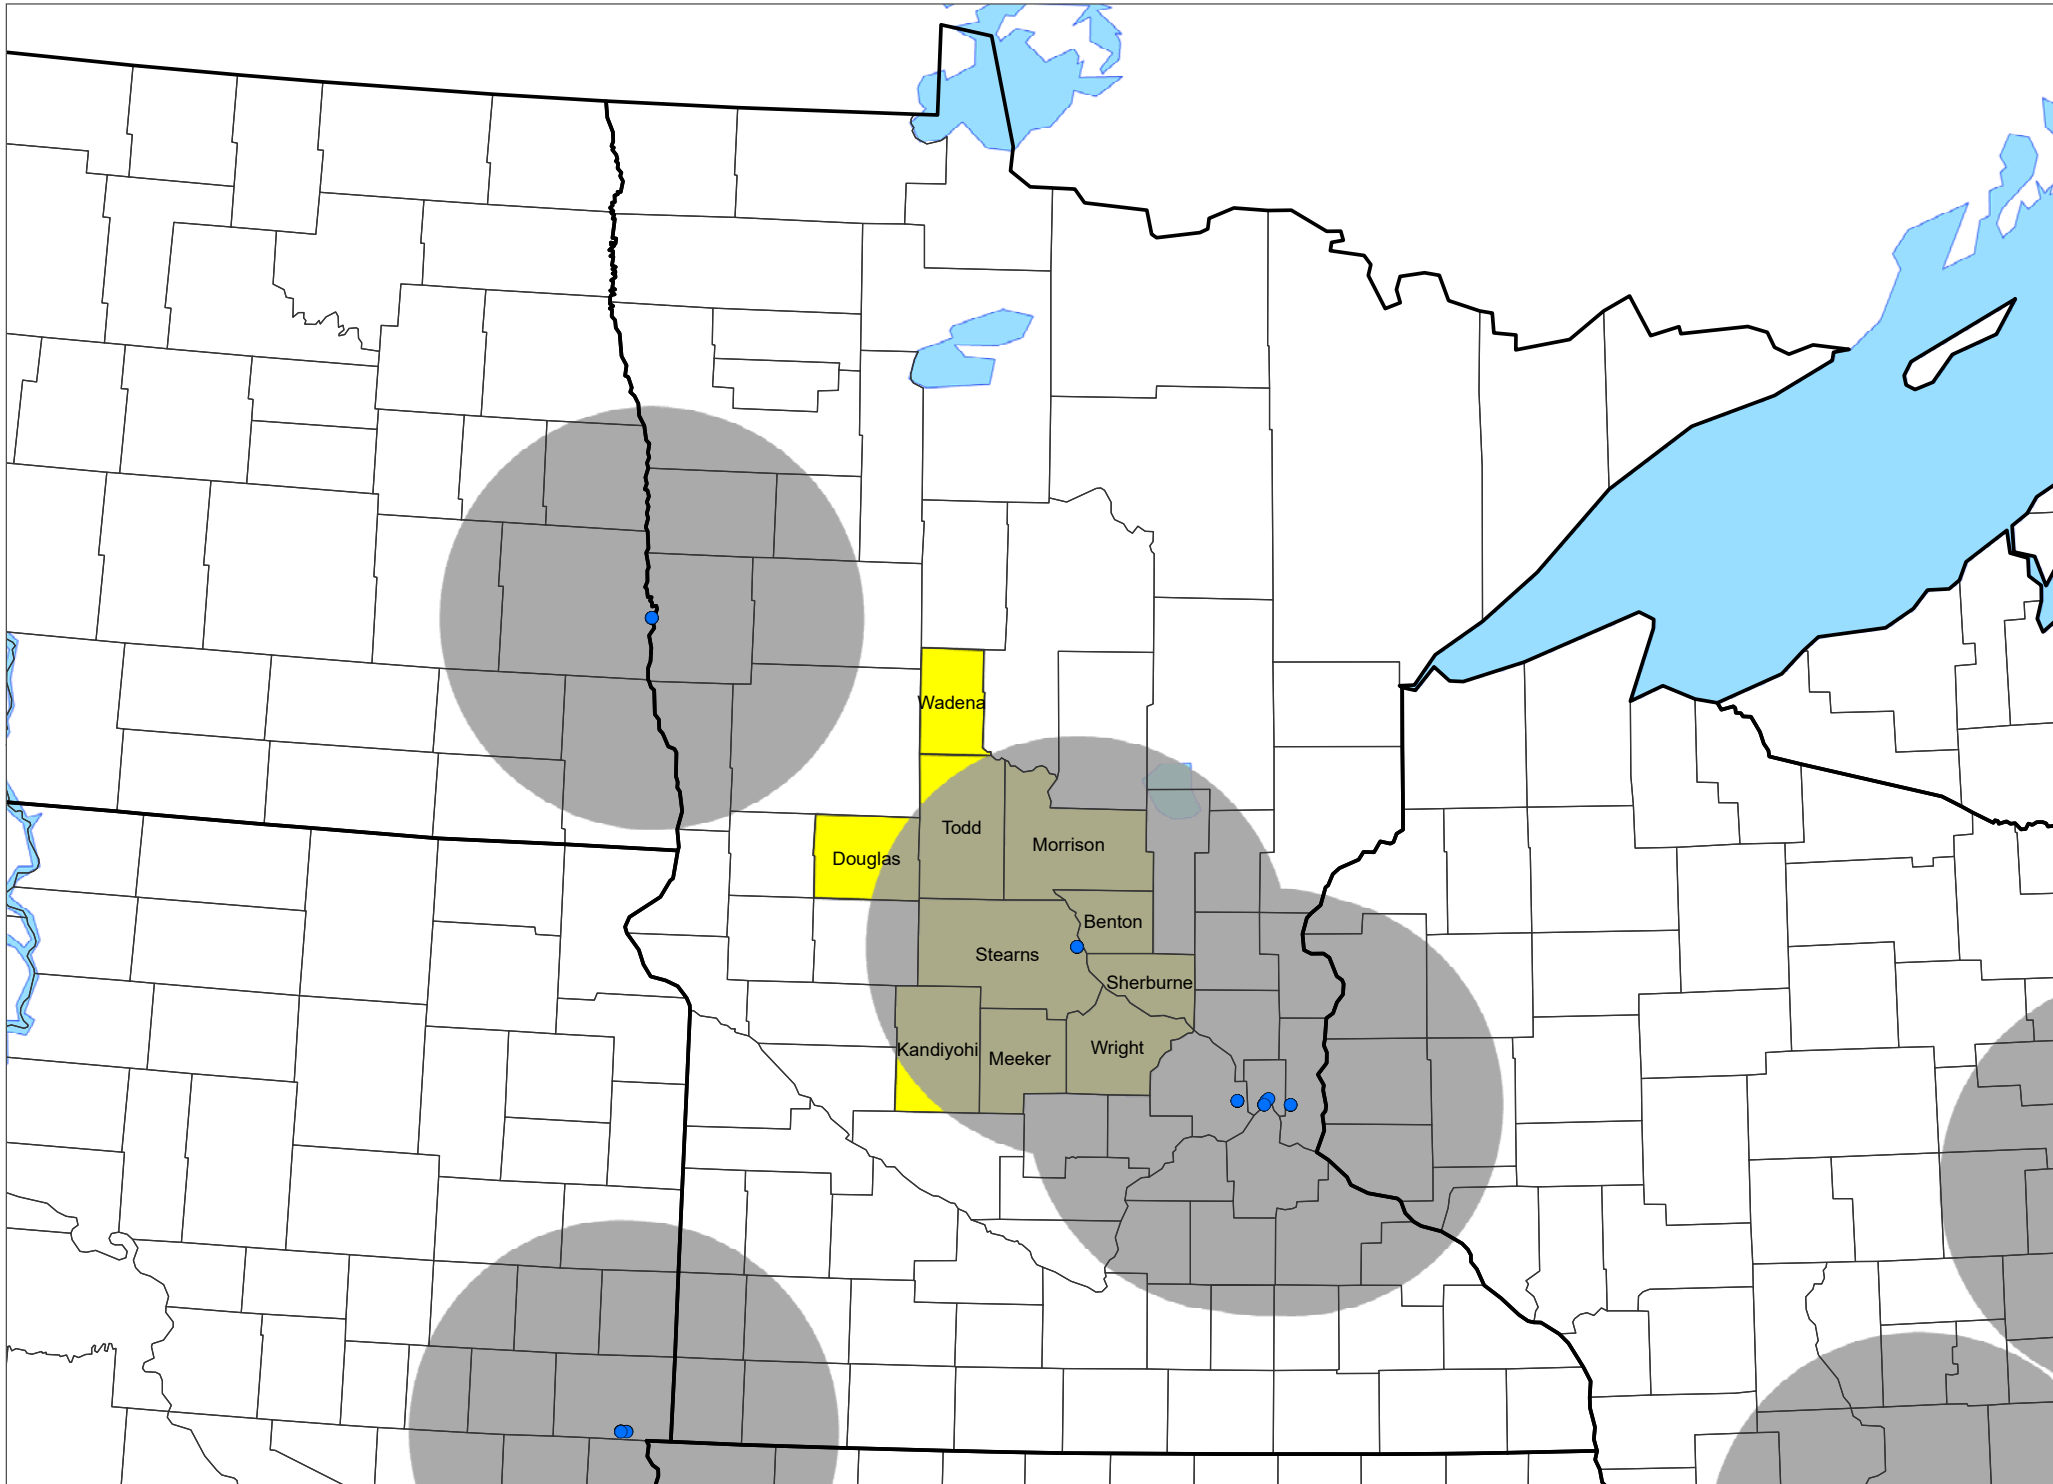 Wadena
Todd
Morrison
Douglas
Benton
Stearns
Sherburne
Kandiyohi
Meeker
Wright